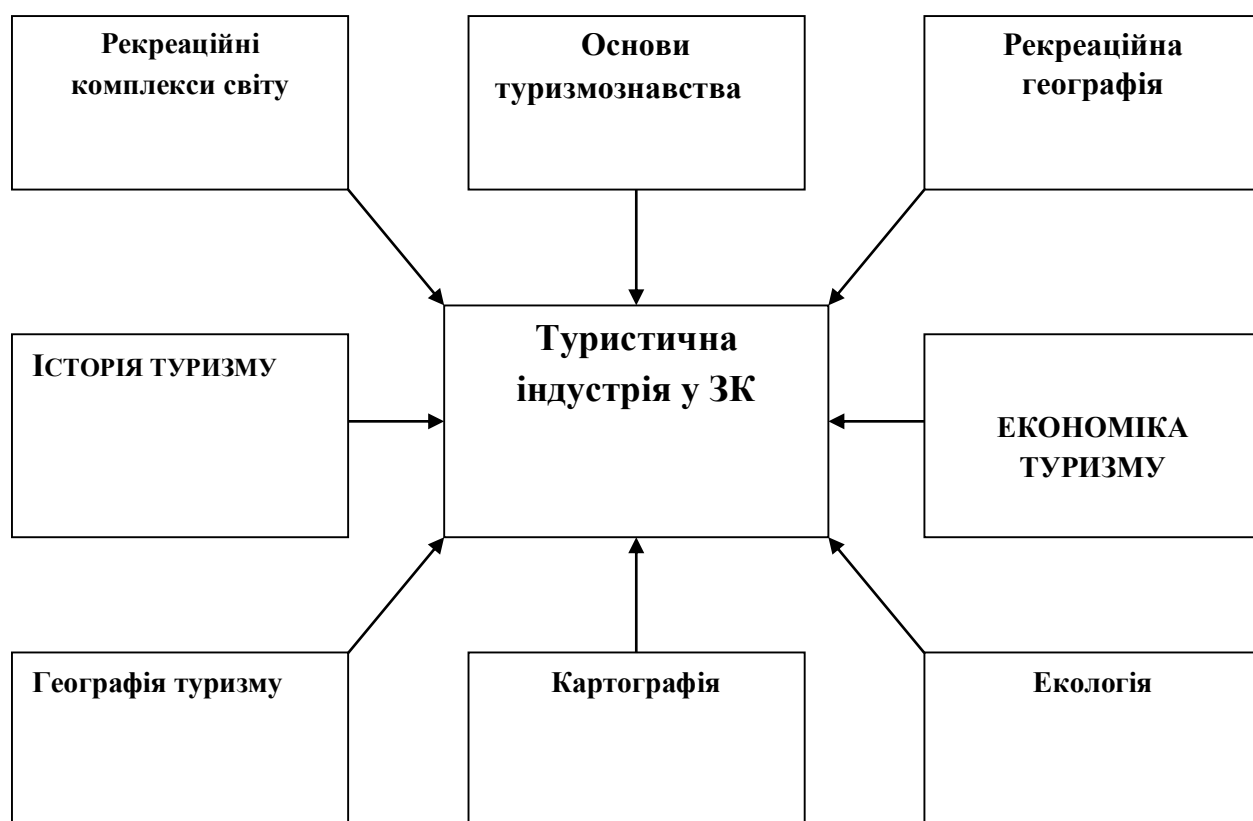 Рекреаційні
комплекси світу
Основи
туризмознавства
Рекреаційна
географія
Туристична
індустрія у ЗК
ІСТОРІЯ ТУРИЗМУ
ЕКОНОМІКА
ТУРИЗМУ
Географія туризму
Картографія
Екологія